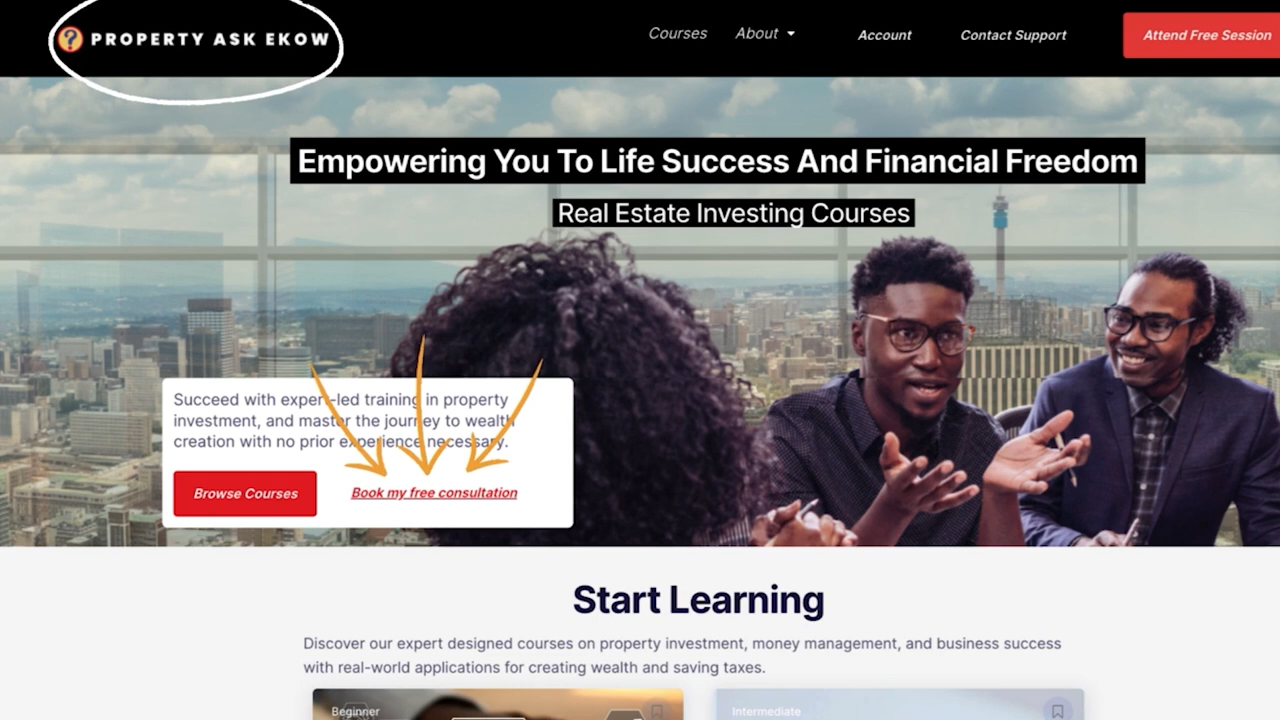 PROPERTY ASK EKOW
Courses
About
Account
Contact Support
Attend Free Session
Empowering You To Life Success And Financial Freedom
Real Estate Investing Courses
Succeed with expert-led training in property
investment, and master the journey to wealth
creation with no prior experience necessary.
Browse Courses
Book my free consultation
Start Learning
Discover our expert designed courses on property investment, money management, and business success
with real-world applications for creating wealth and saving taxes.
Beginner
Intermediate